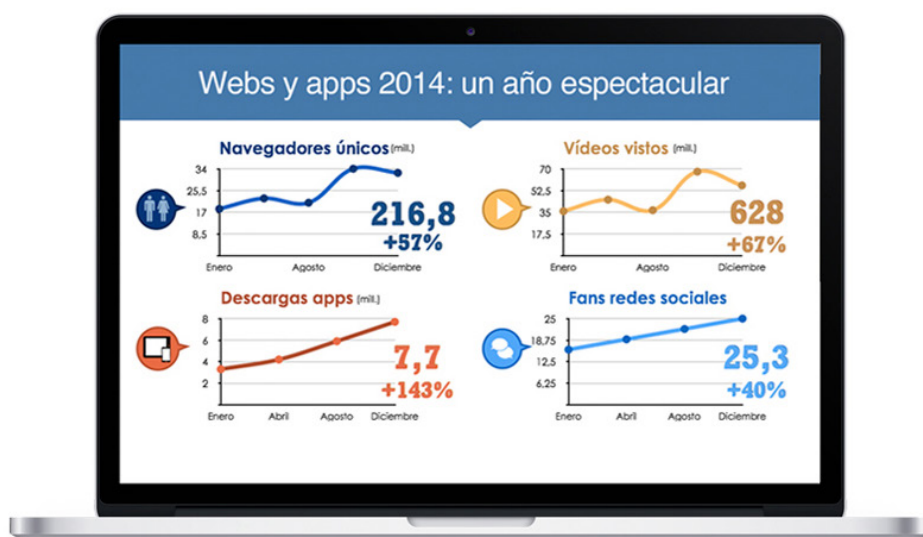 Webs y apps 2014: un año espectacular
Navegadores únicos (mill.)
34
25,5
17
8,5
216,8
+57%
Enero
Agosto
Diciembre
Vídeos vistos (mill.)
70
52,5
35
17,5
628
+67%
Enero
Agosto
Diciembre
Descargas apps (mill.)
8
6
4
2
7,7
+143%
Enero
Abril
Agosto
Diciembre
Fans redes sociales
25
18,75
12,5
6,25
25,3
+40%
Enero
Abril
Agosto
Diciembre